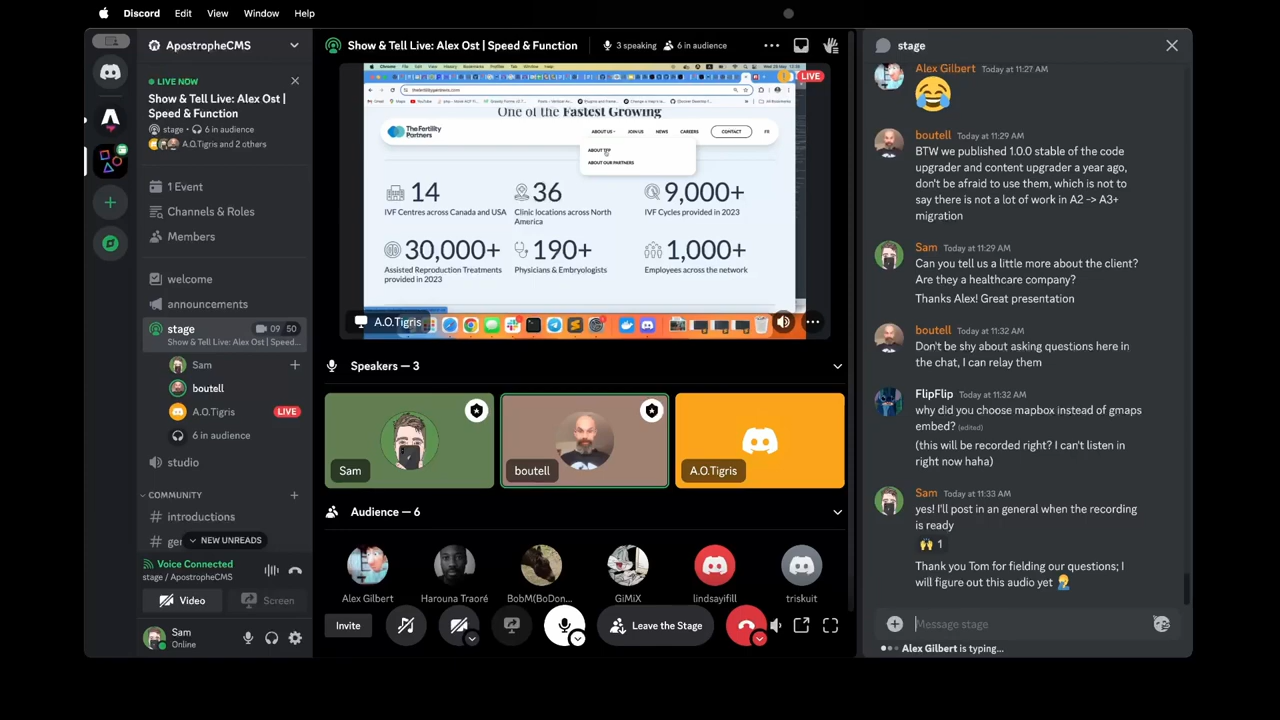 Discord Edit View Window Help
ApostropheCMS
LIVE NOW
Show & Tell Live: Alex Ost |
Speed & Function
stage • 6 in audience
A.O.Tigris and 2 others
1 Event
Channels & Roles
Members
welcome
announcements
stage 09 50
Show & Tell Live: Alex Ost | Speed...
Sam
boutell
A.O.Tigris LIVE
6 in audience
studio
COMMUNITY
introductions
NEW UNREADS
Voice Connected
stage / ApostropheCMS
Video Screen
Sam
Online
Show & Tell Live: Alex Ost | Speed & Function 3 speaking 6 in audience
LIVE
One of the Fastest Growing
The Fertility
Partners
ABOUT US JOIN US NEWS CAREERS CONTACT FR
ABOUT TFP
ABOUT OUR PARTNERS
14
IVF Centres across Canada and USA
36
Clinic locations across North
America
9,000+
IVF Cycles provided in 2023
30,000+
Assisted Reproduction Treatments
provided in 2023
190+
Physicians & Embryologists
1,000+
Employees across the network
A.O.Tigris
Speakers — 3
Sam
boutell
A.O.Tigris
Audience — 6
Alex Gilbert
Harouna Traoré
BobM(BoDon...
GiMiX
lindsayifill
triskuit
Invite
Leave the Stage
stage
Alex Gilbert Today at 11:27 AM
😂
boutell Today at 11:29 AM
BTW we published 1.0.0 stable of the code
upgrader and content upgrader a year ago,
don't be afraid to use them, which is not to
say there is not a lot of work in A2 -> A3+
migration
Sam Today at 11:29 AM
Can you tell us a little more about the client?
Are they a healthcare company?
Thanks Alex! Great presentation
boutell Today at 11:32 AM
Don't be shy about asking questions here in
the chat, I can relay them
FlipFlip Today at 11:32 AM
why did you choose mapbox instead of gmaps
embed? (edited)
(this will be recorded right? I can't listen in
right now haha)
Sam Today at 11:33 AM
yes! I'll post in an general when the recording
is ready
🙌 1
Thank you Tom for fielding our questions; I
will figure out this audio yet 🤦
Message stage
Alex Gilbert is typing...